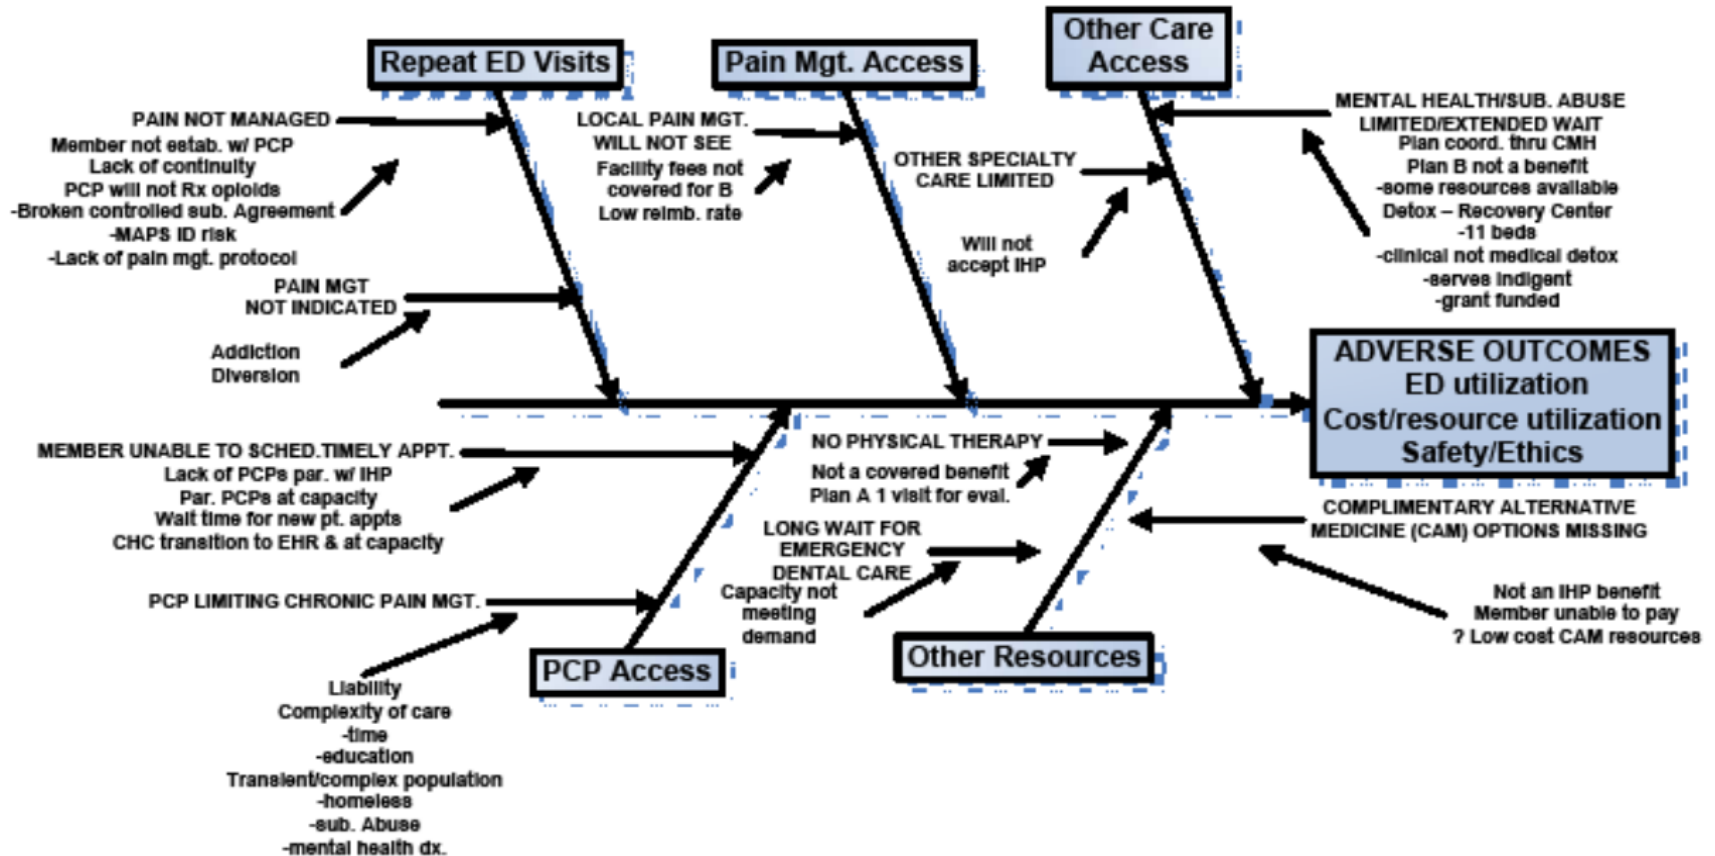 Repeat ED Visits
PAIN NOT MANAGED
Member not estab. w/ PCP
Lack of continuity
PCP will not Rx opioids
-Broken controlled sub. Agreement
-MAPS ID risk
-Lack of pain mgt. protocol
PAIN MGT
NOT INDICATED
Addiction
Diversion
Pain Mgt. Access
LOCAL PAIN MGT.
WILL NOT SEE
Facility fees not
covered for B
Low reimb. rate
Other Care
Access
OTHER SPECIALTY
CARE LIMITED
Will not
accept IHP
MENTAL HEALTH/SUB. ABUSE
LIMITED/EXTENDED WAIT
Plan coord. thru CMH
Plan B not a benefit
-some resources available
Detox – Recovery Center
-11 beds
-clinical not medical detox
-serves indigent
-grant funded
ADVERSE OUTCOMES
ED utilization
Cost/resource utilization
Safety/Ethics
MEMBER UNABLE TO SCHED.TIMELY APPT.
Lack of PCPs par. w/ IHP
Par. PCPs at capacity
Wait time for new pt. appts
CHC transition to EHR & at capacity
PCP LIMITING CHRONIC PAIN MGT.
Liability
Complexity of care
-time
-education
Transient/complex population
-homeless
-sub. Abuse
-mental health dx.
PCP Access
NO PHYSICAL THERAPY
Not a covered benefit
Plan A 1 visit for eval.
LONG WAIT FOR
EMERGENCY
DENTAL CARE
Capacity not
meeting
demand
Other Resources
COMPLIMENTARY ALTERNATIVE
MEDICINE (CAM) OPTIONS MISSING
Not an IHP benefit
Member unable to pay
? Low cost CAM resources